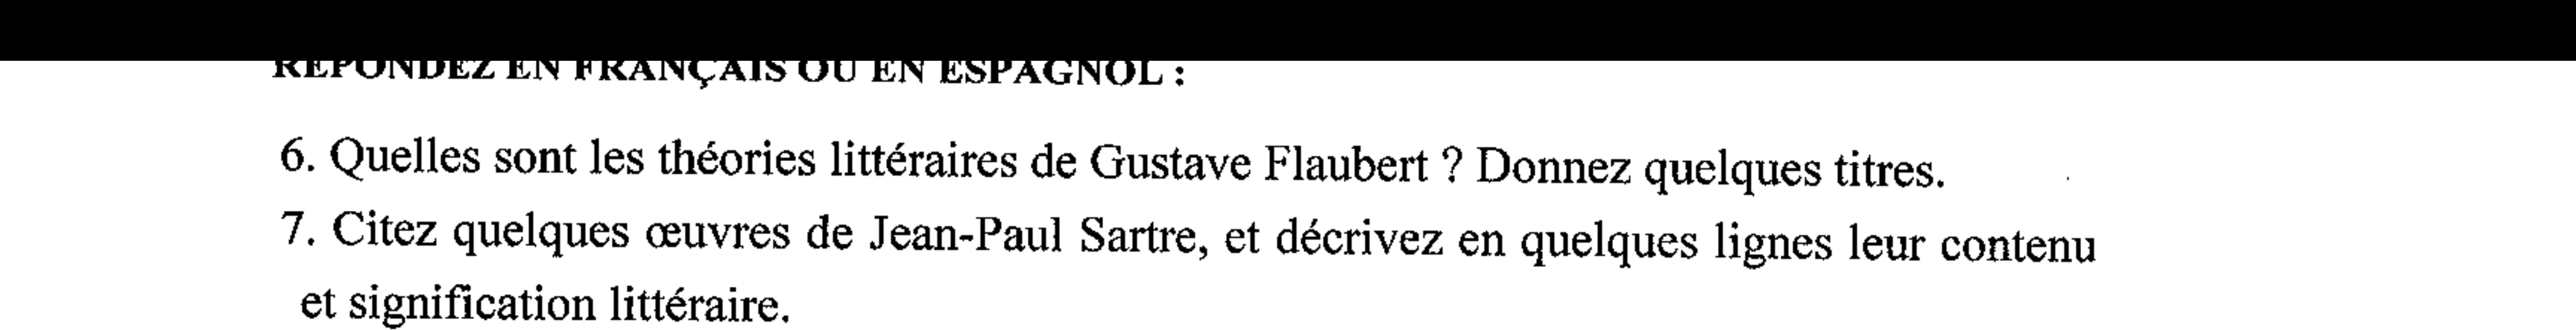 REPONDEZ EN FRANÇAIS OU EN ESPAGNOL :
6. Quelles sont les théories littéraires de Gustave Flaubert ? Donnez quelques titres.
7. Citez quelques œuvres de Jean-Paul Sartre, et décrivez en quelques lignes leur contenu
et signification littéraire.